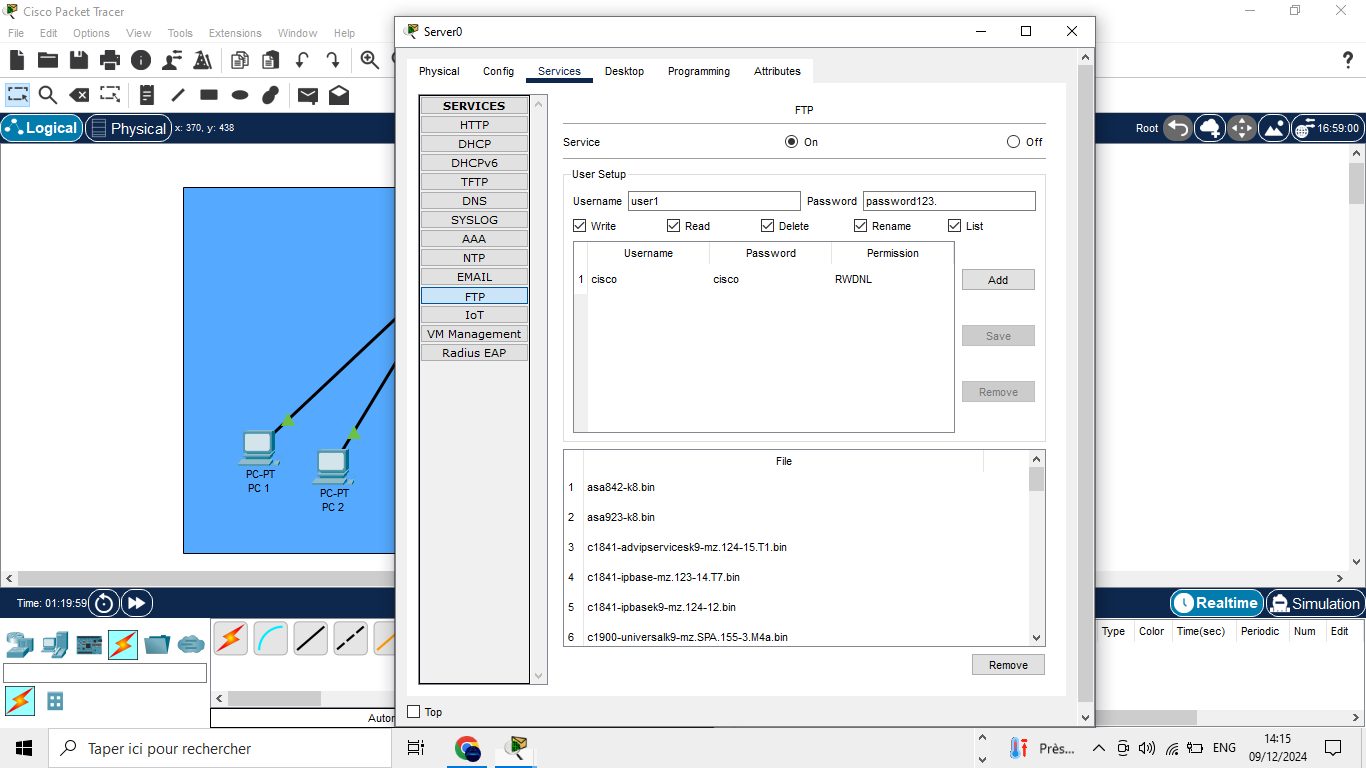 Cisco Packet Tracer
File Edit Options View Tools Extensions Window Help
Logical Physical x: 370, y: 438
Root 16:59:00
PC-PT
PC 1
PC-PT
PC 2
Time: 01:19:59
Realtime Simulation
Type Color Time(sec) Periodic Num Edit
Autor
Server0
Physical Config Services Desktop Programming Attributes
SERVICES
HTTP
DHCP
DHCPv6
TFTP
DNS
SYSLOG
AAA
NTP
EMAIL
FTP
IoT
VM Management
Radius EAP
FTP
Service On Off
User Setup
Username user1 Password password123.
Write Read Delete Rename List
Username Password Permission
1 cisco cisco RWDNL
Add
Save
Remove
File
1 asa842-k8.bin
2 asa923-k8.bin
3 c1841-advipservicesk9-mz.124-15.T1.bin
4 c1841-ipbase-mz.123-14.T7.bin
5 c1841-ipbasek9-mz.124-12.bin
6 c1900-universalk9-mz.SPA.155-3.M4a.bin
Remove
Top
Taper ici pour rechercher
Près...
ENG
14:15
09/12/2024